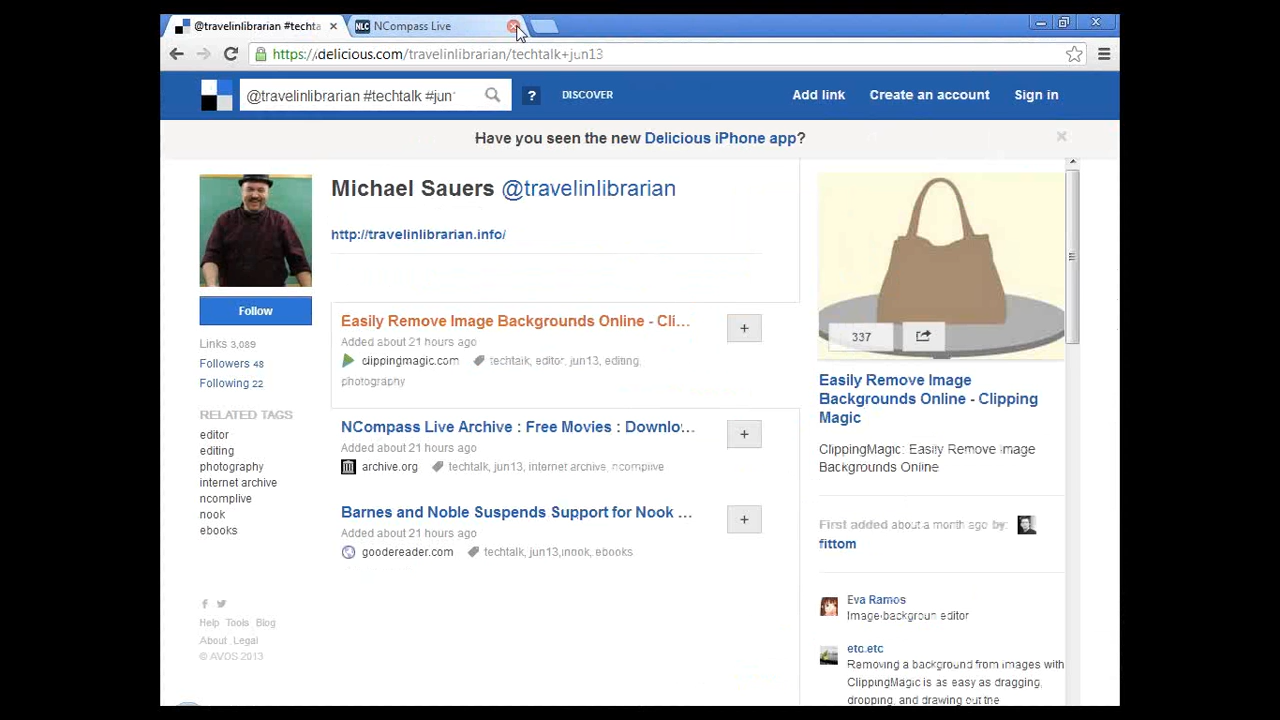 @travelinlibrarian #techta
NLC NCompass Live
https://delicious.com/travelinlibrarian/techtalk+jun13
@travelinlibrarian #techtalk #jun
?
DISCOVER
Add link
Create an account
Sign in
Have you seen the new Delicious iPhone app?
Michael Sauers @travelinlibrarian
http://travelinlibrarian.info/
Follow
Links 3,089
Followers 48
Following 22
RELATED TAGS
editor
editing
photography
internet archive
ncomplive
nook
ebooks
Help Tools Blog
About Legal
© AVOS 2013
Easily Remove Image Backgrounds Online - Cli...
Added about 21 hours ago
clippingmagic.com techtalk, editor, jun13, editing,
photography
NCompass Live Archive : Free Movies : Downlo...
Added about 21 hours ago
archive.org techtalk, jun13, internet archive, ncomplive
Barnes and Noble Suspends Support for Nook ...
Added about 21 hours ago
goodereader.com techtalk, jun13, nook, ebooks
337
Easily Remove Image
Backgrounds Online - Clipping
Magic
ClippingMagic: Easily Remove Image
Backgrounds Online
First added about a month ago by:
fittom
Eva Ramos
Image backgroun editor
etc.etc
Removing a background from images with
ClippingMagic is as easy as dragging,
dropping, and drawing out the